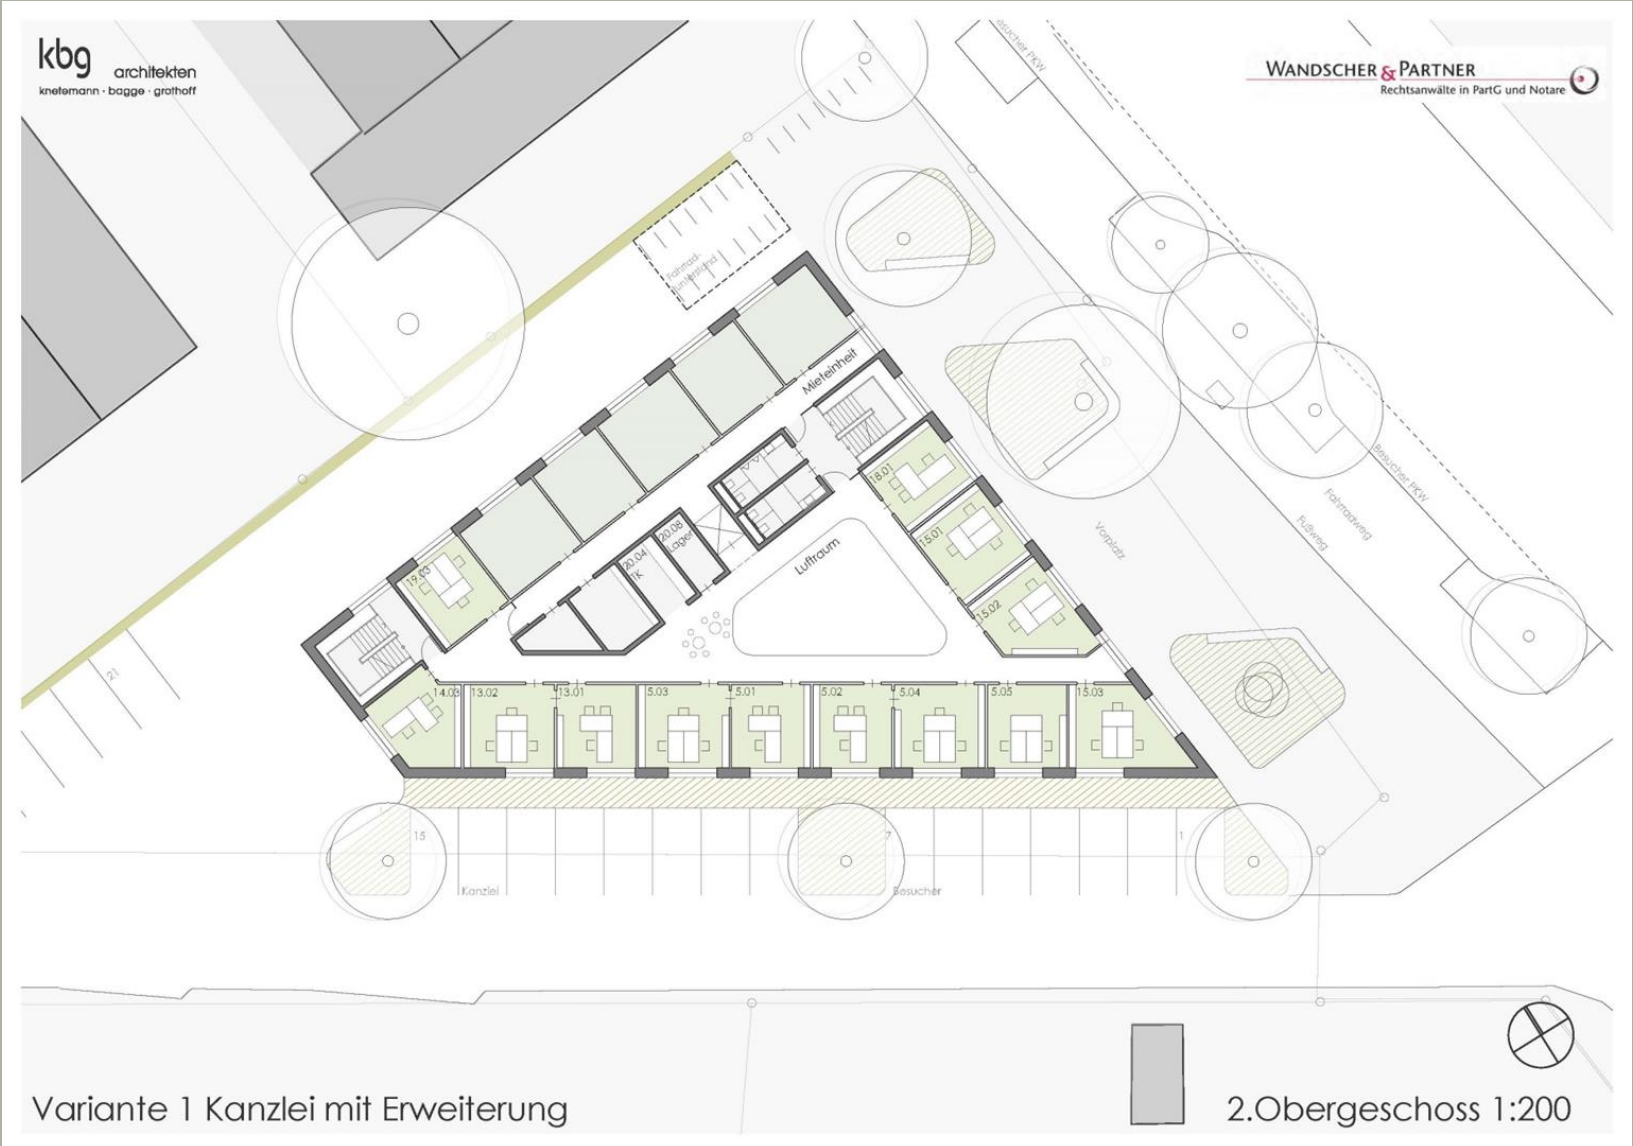 kbg
architekten
knetemann · bagge · grothoff
WANDSCHER & PARTNER
Rechtsanwälte in PartG und Notare
Besucher PKW
Fahrrad-
unterstand
Mieteinheit
18.01
15.01
15.02
Luftraum
20.08
Lager
20.04
TK
19.03
Vorplatz
Besucher PKW
Fahrradweg
Fußweg
21
14.03
13.02
13.01
5.03
5.01
5.02
5.04
5.05
15.03
15
7
1
Kanzlei
Besucher
Variante 1 Kanzlei mit Erweiterung
2.Obergeschoss 1:200